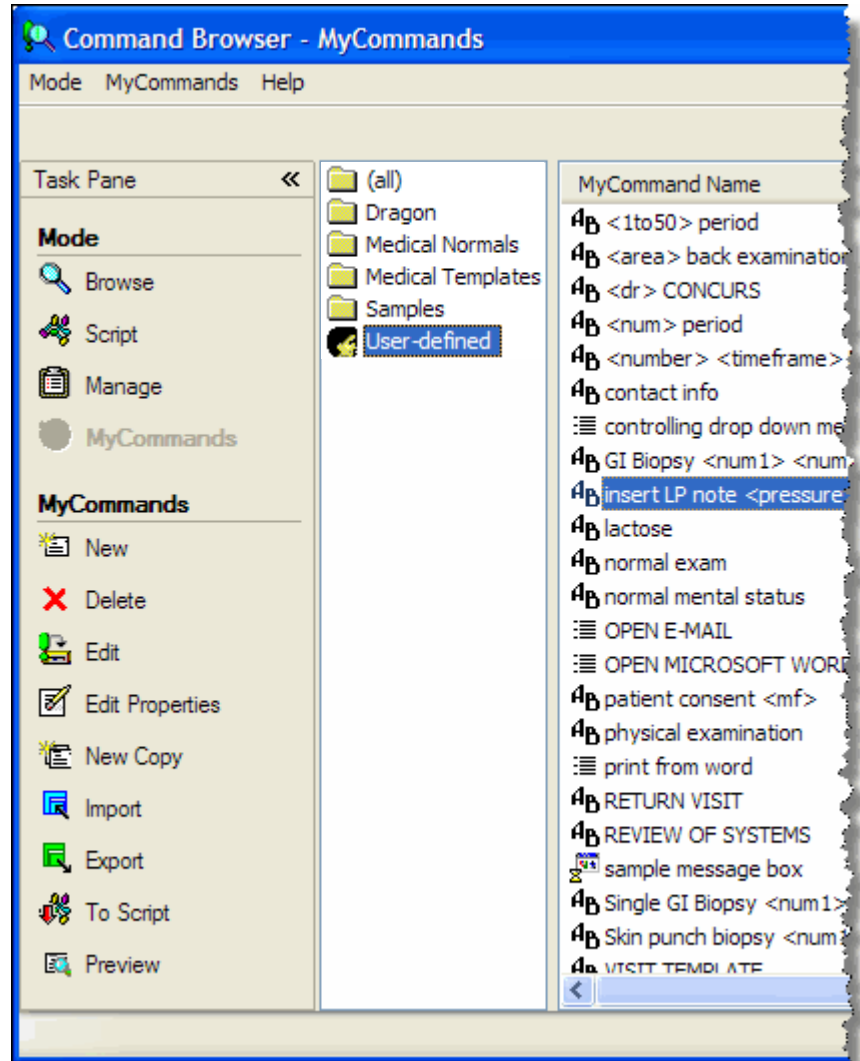 Command Browser - MyCommands
Mode MyCommands Help
Task Pane «
Mode
Browse
Script
Manage
MyCommands
MyCommands
New
Delete
Edit
Edit Properties
New Copy
Import
Export
To Script
Preview
(all)
Dragon
Medical Normals
Medical Templates
Samples
User-defined
MyCommand Name
<1to50> period
<area> back examination
<dr> CONCURS
<num> period
<number> <timeframe>
contact info
controlling drop down me
GI Biopsy <num1> <num
insert LP note <pressure
lactose
normal exam
normal mental status
OPEN E-MAIL
OPEN MICROSOFT WORD
patient consent <mf>
physical examination
print from word
RETURN VISIT
REVIEW OF SYSTEMS
sample message box
Single GI Biopsy <num1>
Skin punch biopsy <num
VISIT TEMPLATE